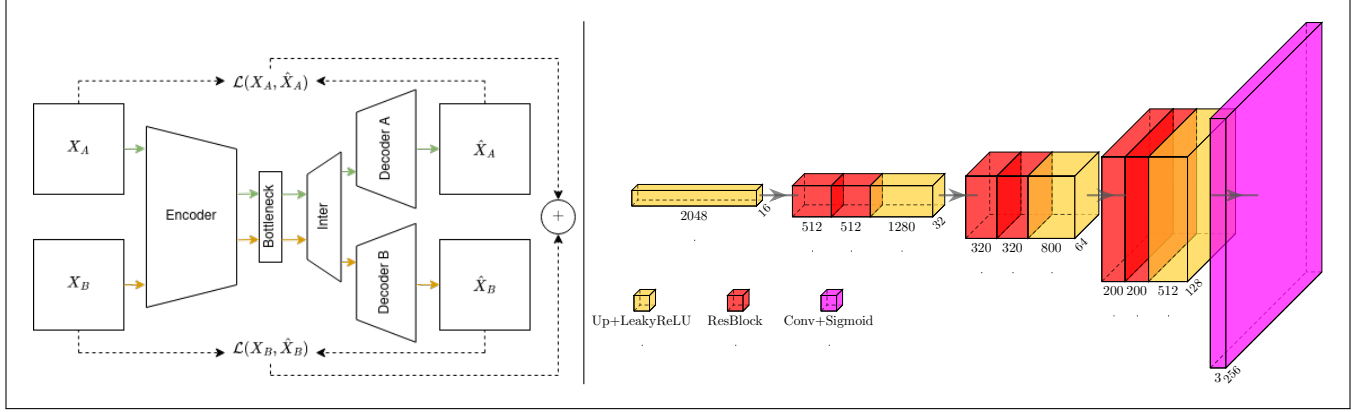 ℒ(X_A, X̂_A)
X_A
Encoder
Bottleneck
Inter
Decoder A
X̂_A
+
X_B
Decoder B
X̂_B
ℒ(X_B, X̂_B)
2048
16
512 512 1280
32
320 320 800
64
200 200 512
128
3
256
Up+LeakyReLU ResBlock Conv+Sigmoid